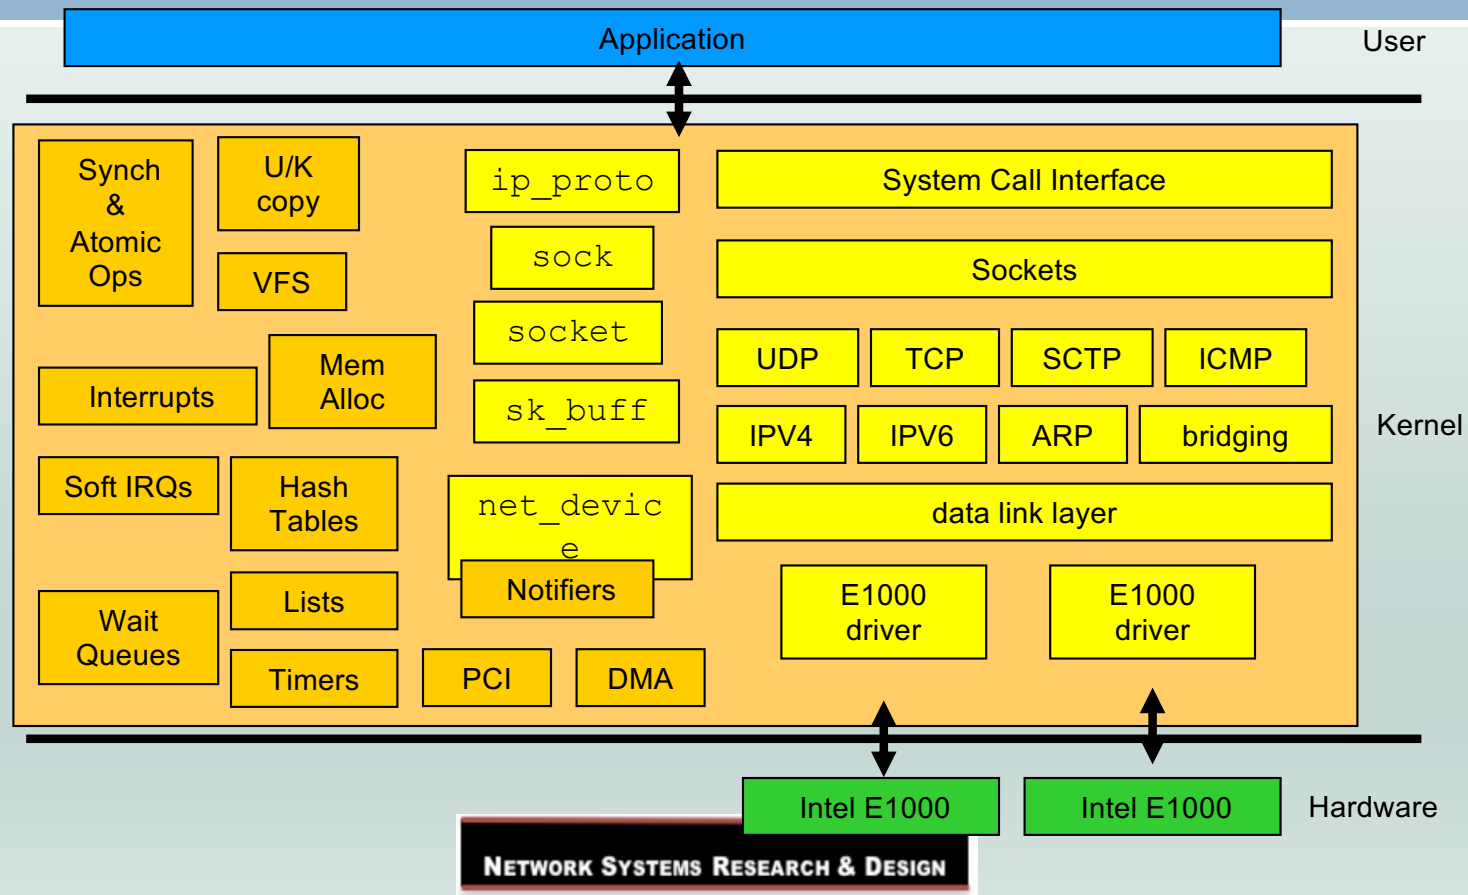 Application
User
Synch
&
Atomic
Ops
U/K
copy
VFS
Interrupts
Mem
Alloc
Soft IRQs
Hash
Tables
Wait
Queues
Lists
Timers
PCI
DMA
ip_proto
sock
socket
sk_buff
net_devic
e
Notifiers
System Call Interface
Sockets
UDP
TCP
SCTP
ICMP
IPV4
IPV6
ARP
bridging
data link layer
E1000
driver
E1000
driver
Kernel
Intel E1000
Intel E1000
Hardware
NETWORK SYSTEMS RESEARCH & DESIGN